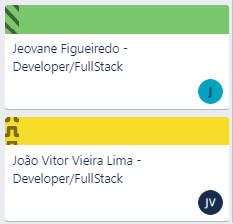 Jeovane Figueiredo -
Developer/FullStack
J
João Vitor Vieira Lima -
Developer/FullStack
JV